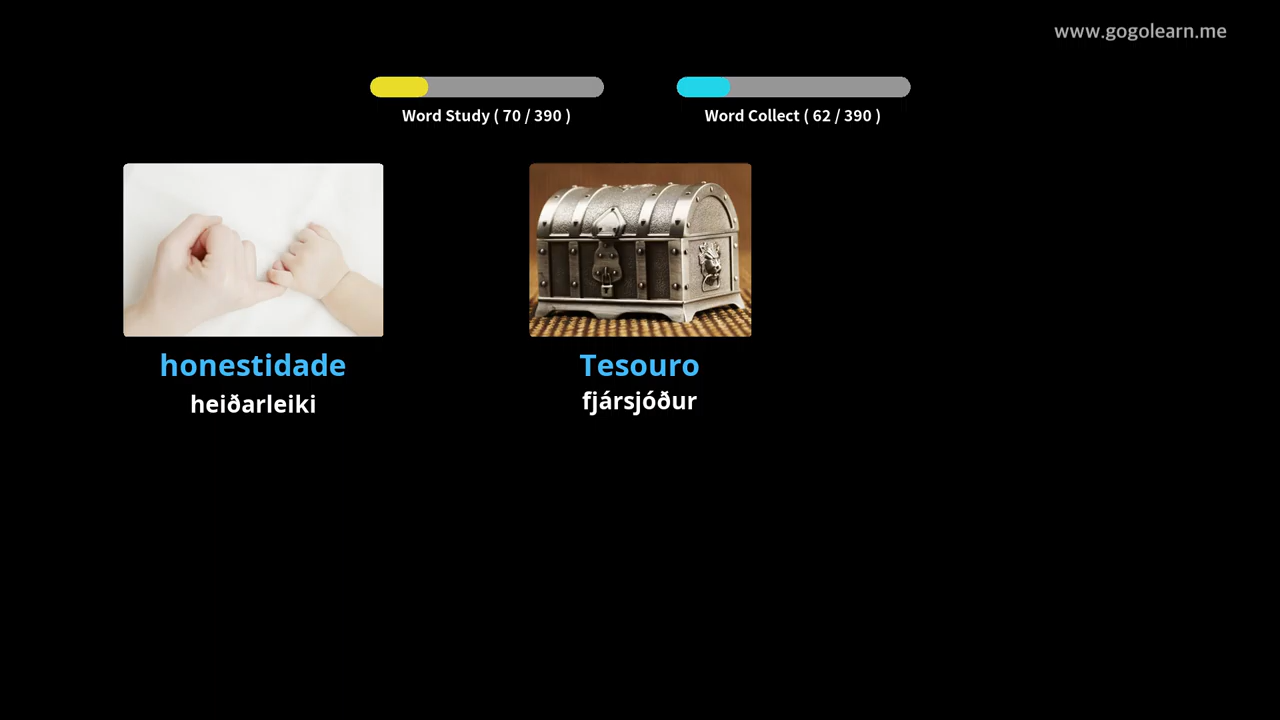 www.gogolearn.me
Word Study ( 70 / 390 )
Word Collect ( 62 / 390 )
honestidade
heiðarleiki
Tesouro
fjársjóður